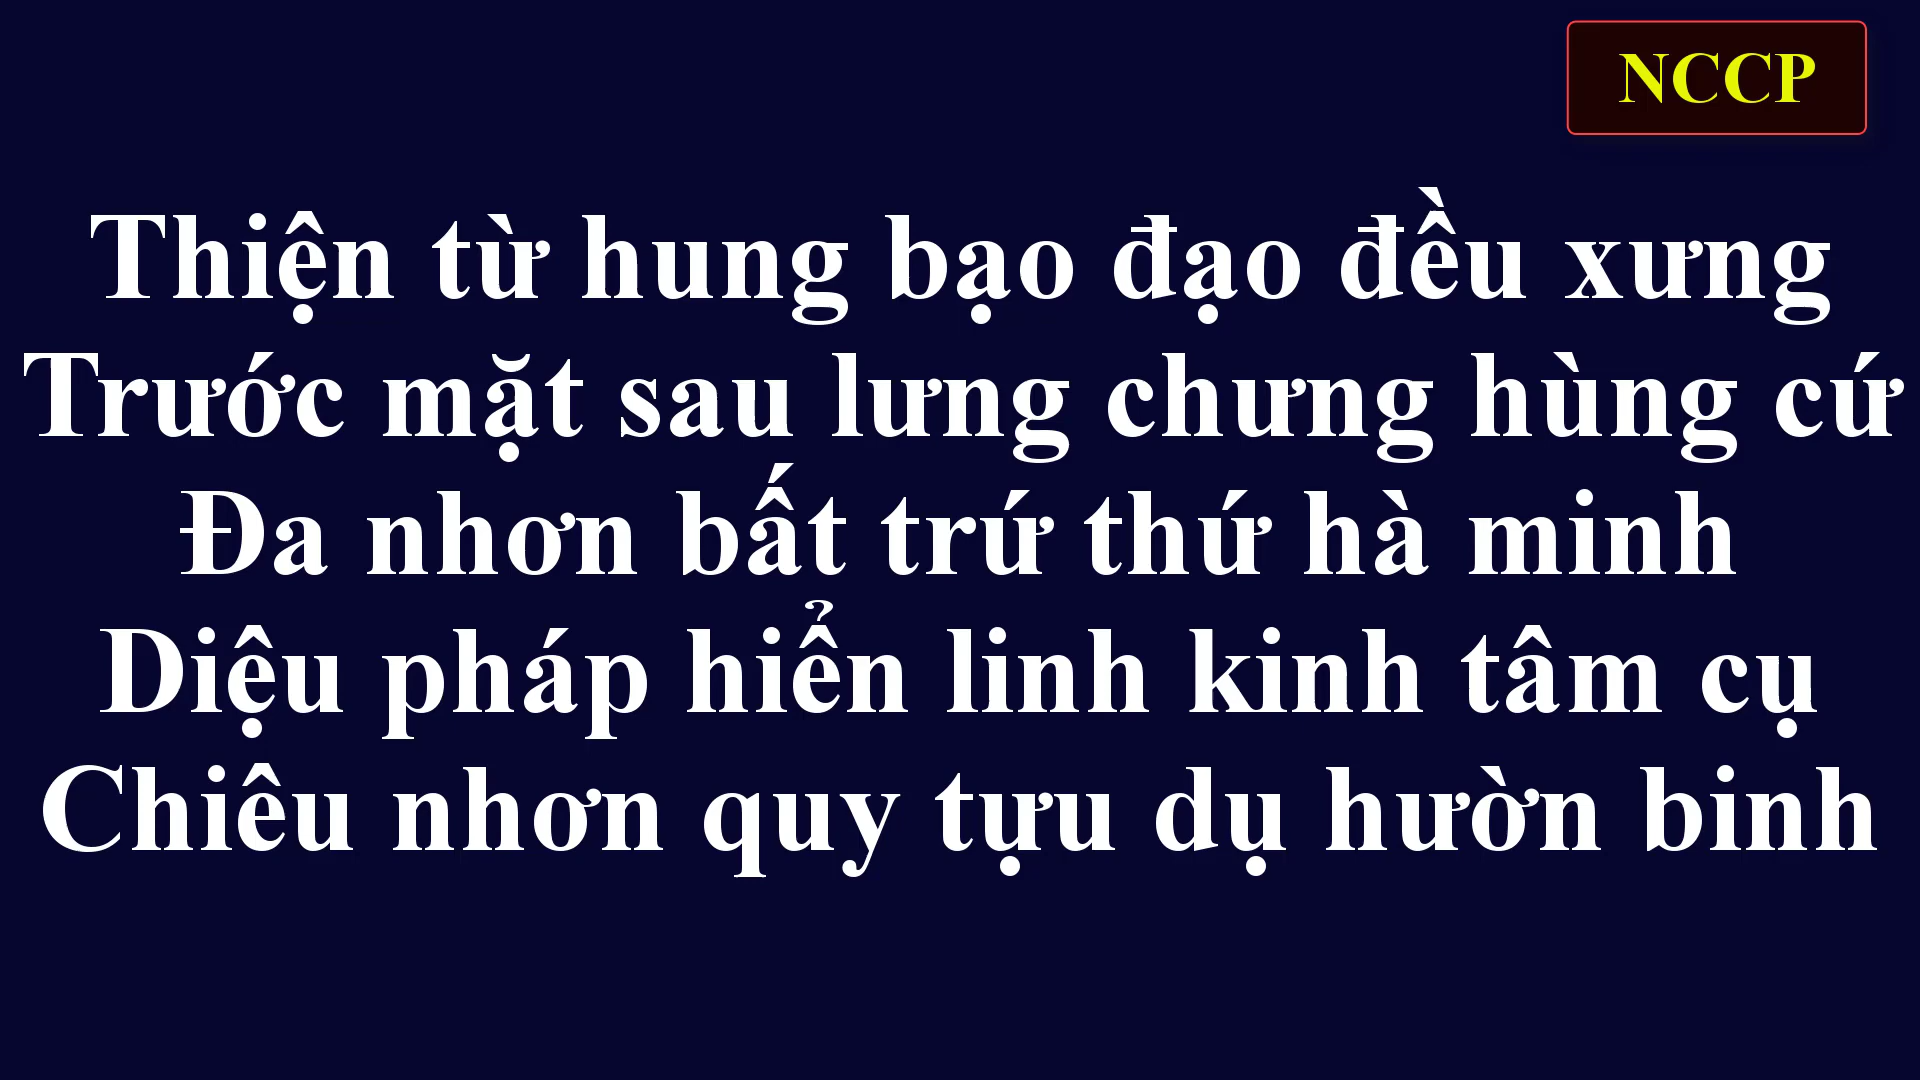 NCCP
Thiện từ hung bạo đạo đều xưng
Trước mặt sau lưng chưng hùng cứ
Đa nhơn bất trứ thứ hà minh
Diệu pháp hiển linh kinh tâm cụ
Chiêu nhơn quy tựu dụ hườn binh